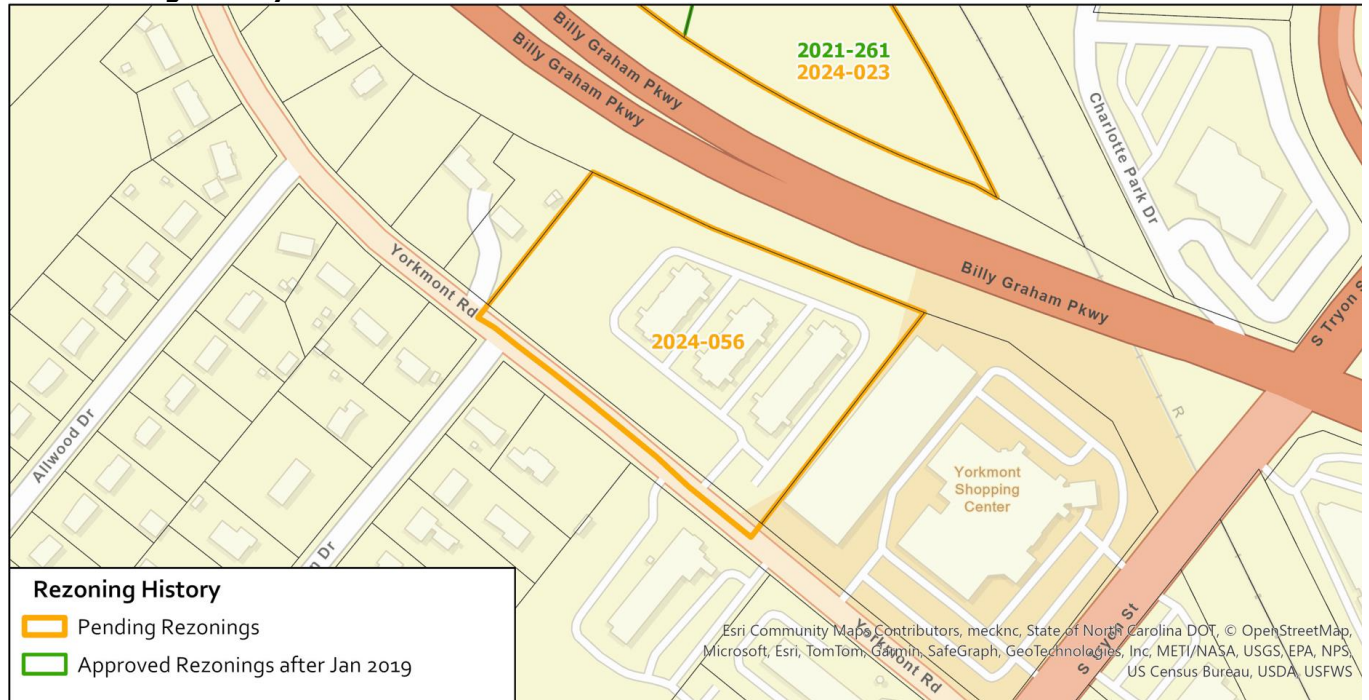 Billy Graham Pkwy
Billy Graham Pkwy
2021-261
2024-023
Charlotte Park Dr
Yorkmont Rd
Billy Graham Pkwy
S Tryon S
2024-056
Allwood Dr
Yorkmont
Shopping
Center
n Dr
R
Rezoning History
Pending Rezonings
Approved Rezonings after Jan 2019
S Tryon St
Yorkmont Rd
Esri Community Maps Contributors, mecknc, State of North Carolina DOT, © OpenStreetMap,
Microsoft, Esri, TomTom, Garmin, SafeGraph, GeoTechnologies, Inc, METI/NASA, USGS, EPA, NPS,
US Census Bureau, USDA, USFWS